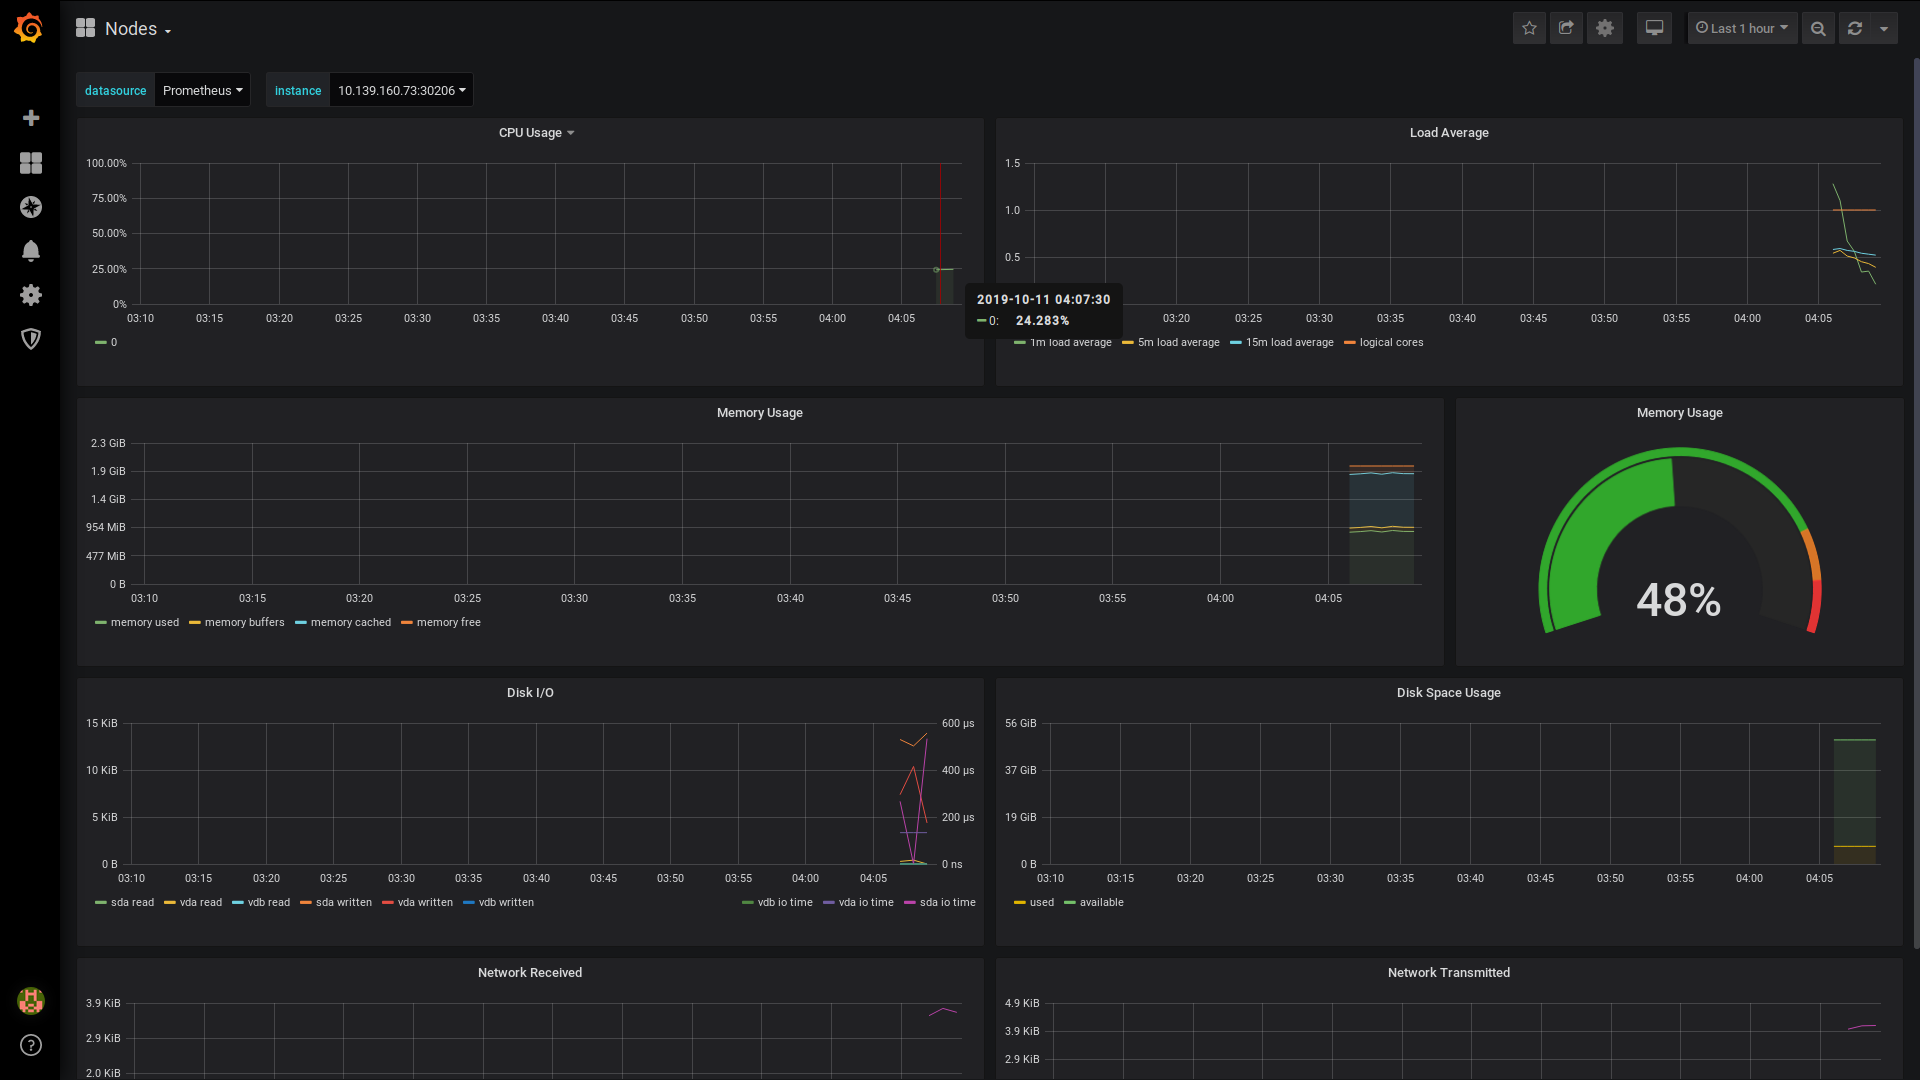 Nodes
Last 1 hour
datasource Prometheus instance 10.139.160.73:30206
CPU Usage
100.00%
75.00%
50.00%
25.00%
0%
03:10 03:15 03:20 03:25 03:30 03:35 03:40 03:45 03:50 03:55 04:00 04:05
0
Load Average
1.5
1.0
0.5
03:20 03:25 03:30 03:35 03:40 03:45 03:50 03:55 04:00 04:05
1m load average 5m load average 15m load average logical cores
2019-10-11 04:07:30
0: 24.283%
Memory Usage
2.3 GiB
1.9 GiB
1.4 GiB
954 MiB
477 MiB
0 B
03:10 03:15 03:20 03:25 03:30 03:35 03:40 03:45 03:50 03:55 04:00 04:05
memory used memory buffers memory cached memory free
Memory Usage
48%
Disk I/O
15 KiB
10 KiB
5 KiB
0 B
600 µs
400 µs
200 µs
0 ns
03:10 03:15 03:20 03:25 03:30 03:35 03:40 03:45 03:50 03:55 04:00 04:05
sda read vda read vdb read sda written vda written vdb written vdb io time vda io time sda io time
Disk Space Usage
56 GiB
37 GiB
19 GiB
0 B
03:10 03:15 03:20 03:25 03:30 03:35 03:40 03:45 03:50 03:55 04:00 04:05
used available
Network Received
3.9 KiB
2.9 KiB
2.0 KiB
Network Transmitted
4.9 KiB
3.9 KiB
2.9 KiB